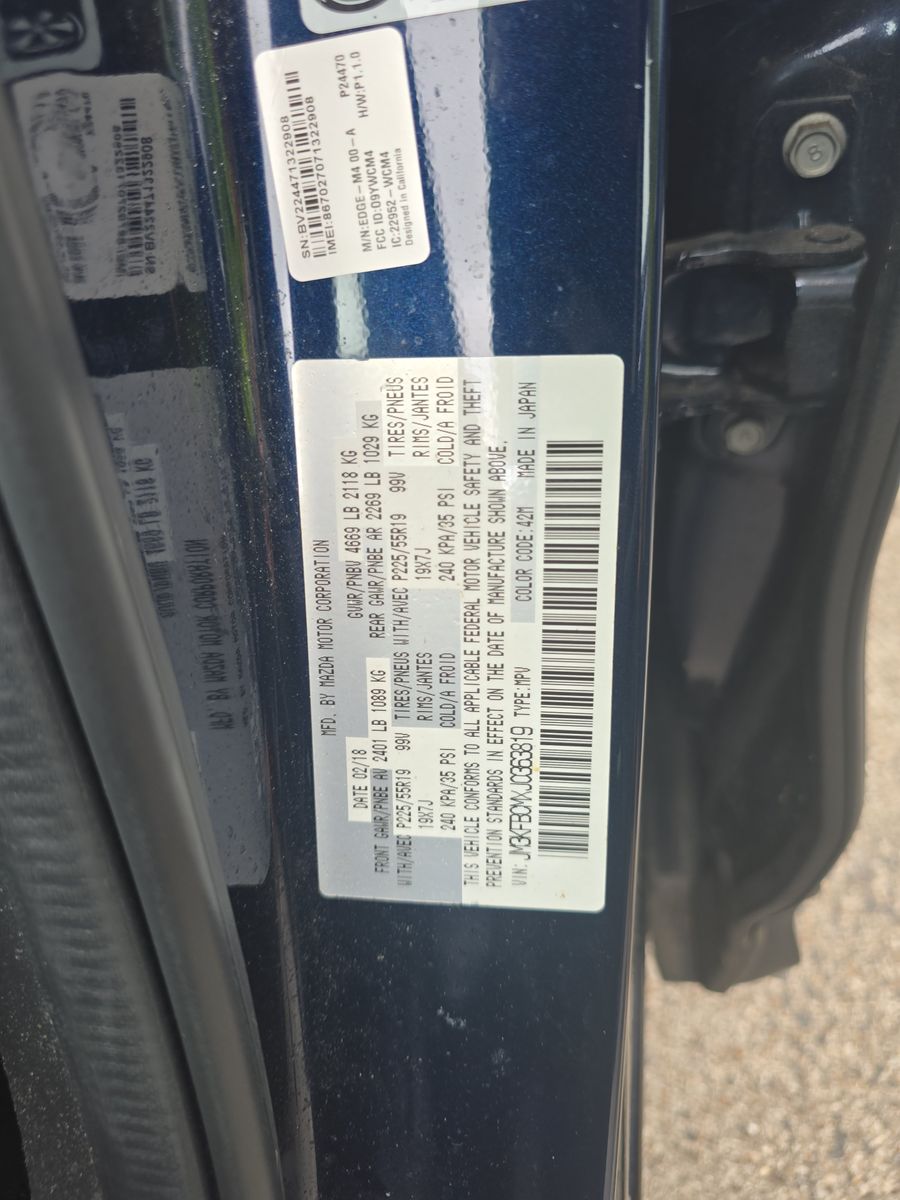 SN:BV224471322908
IMEI:867027071322908
P24470
M/N:EDGE-M4 00-A H/W:P1.1.0
FCC ID:09YWCM4
IC:22952-WCM4
Designed in California
MFD. BY MAZDA MOTOR CORPORATION
DATE 02/18 GVWR/PNBV 4669 LB 2118 KG
FRONT GAWR/PNBE AV 2401 LB 1089 KG REAR GAWR/PNBE AR 2269 LB 1029 KG
WITH/AVEC P225/55R19 99V TIRES/PNEUS WITH/AVEC P225/55R19 99V TIRES/PNEUS
19X7J RIMS/JANTES 19X7J RIMS/JANTES
240 KPA/35 PSI COLD/A FROID 240 KPA/35 PSI COLD/A FROID
THIS VEHICLE CONFORMS TO ALL APPLICABLE FEDERAL MOTOR VEHICLE SAFETY AND THEFT
PREVENTION STANDARDS IN EFFECT ON THE DATE OF MANUFACTURE SHOWN ABOVE.
VIN: JM3KFBCMXJ0363819 TYPE:MPV COLOR CODE:42M MADE IN JAPAN
8